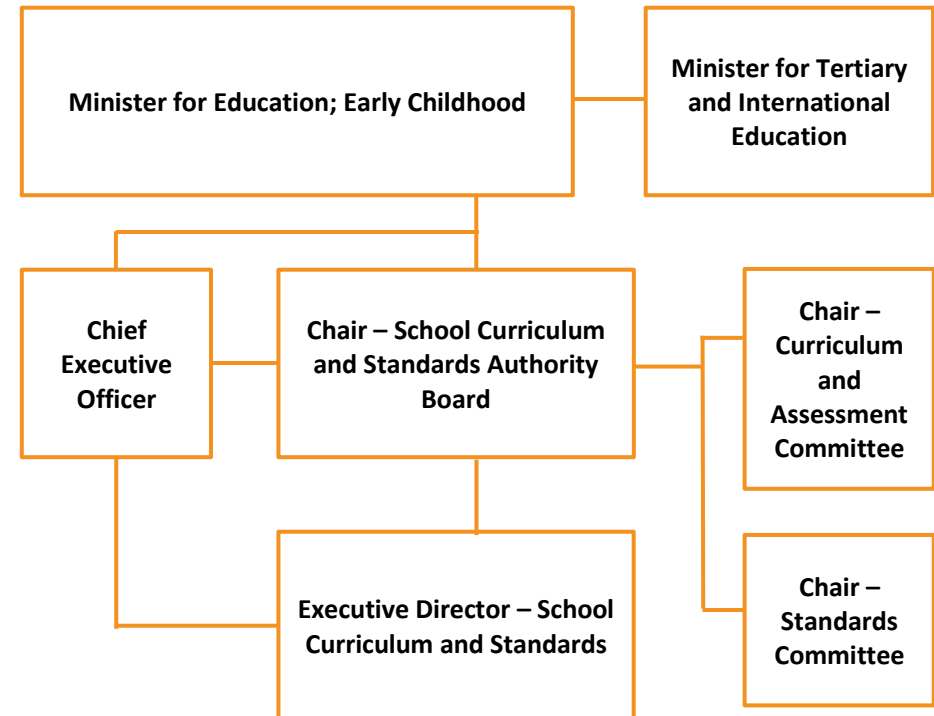 Minister for Education; Early Childhood
Minister for Tertiary
and International
Education
Chief
Executive
Officer
Chair – School Curriculum
and Standards Authority
Board
Chair –
Curriculum
and
Assessment
Committee
Executive Director – School
Curriculum and Standards
Chair –
Standards
Committee